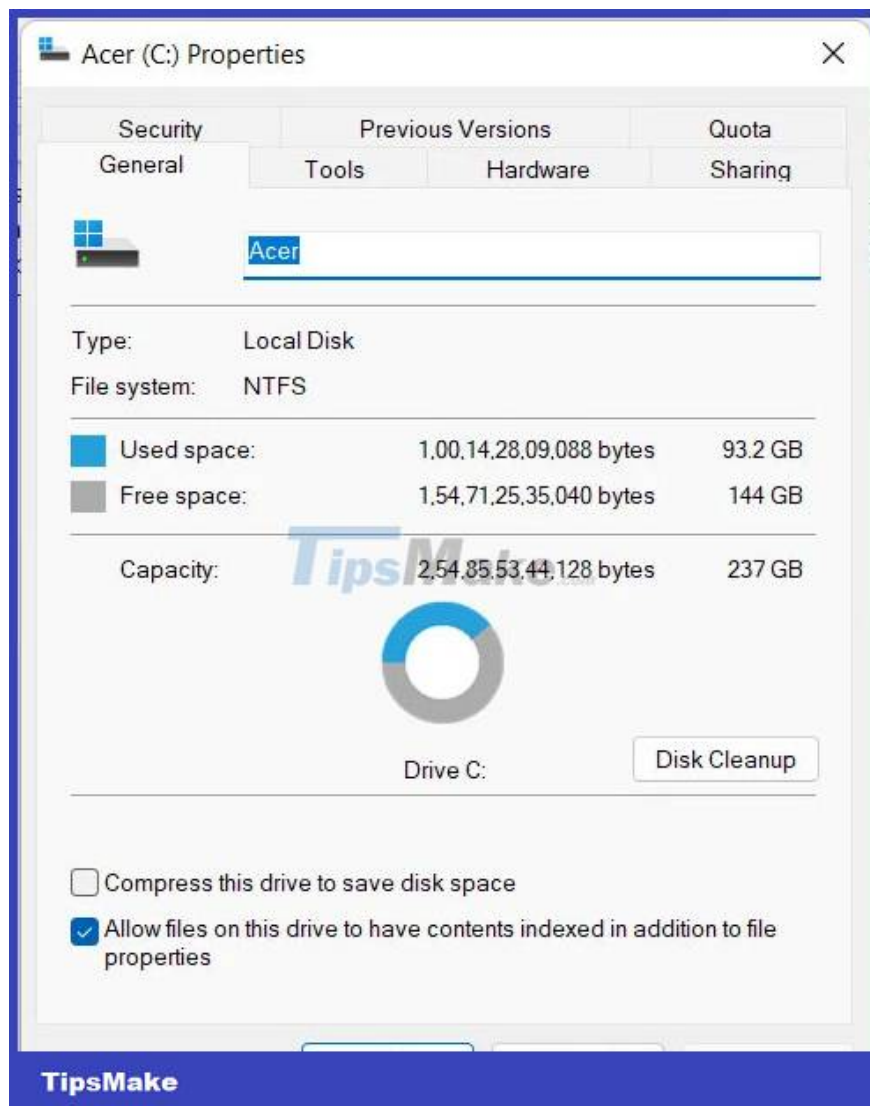 Acer (C:) Properties
Security Previous Versions Quota
General Tools Hardware Sharing
Acer
Type: Local Disk
File system: NTFS
Used space: 1,00,14,28,09,088 bytes 93.2 GB
Free space: 1,54,71,25,35,040 bytes 144 GB
Capacity: 2,54,85,53,44,128 bytes 237 GB
TipsMake.com
Drive C:
Disk Cleanup
Compress this drive to save disk space
Allow files on this drive to have contents indexed in addition to file
properties
TipsMake